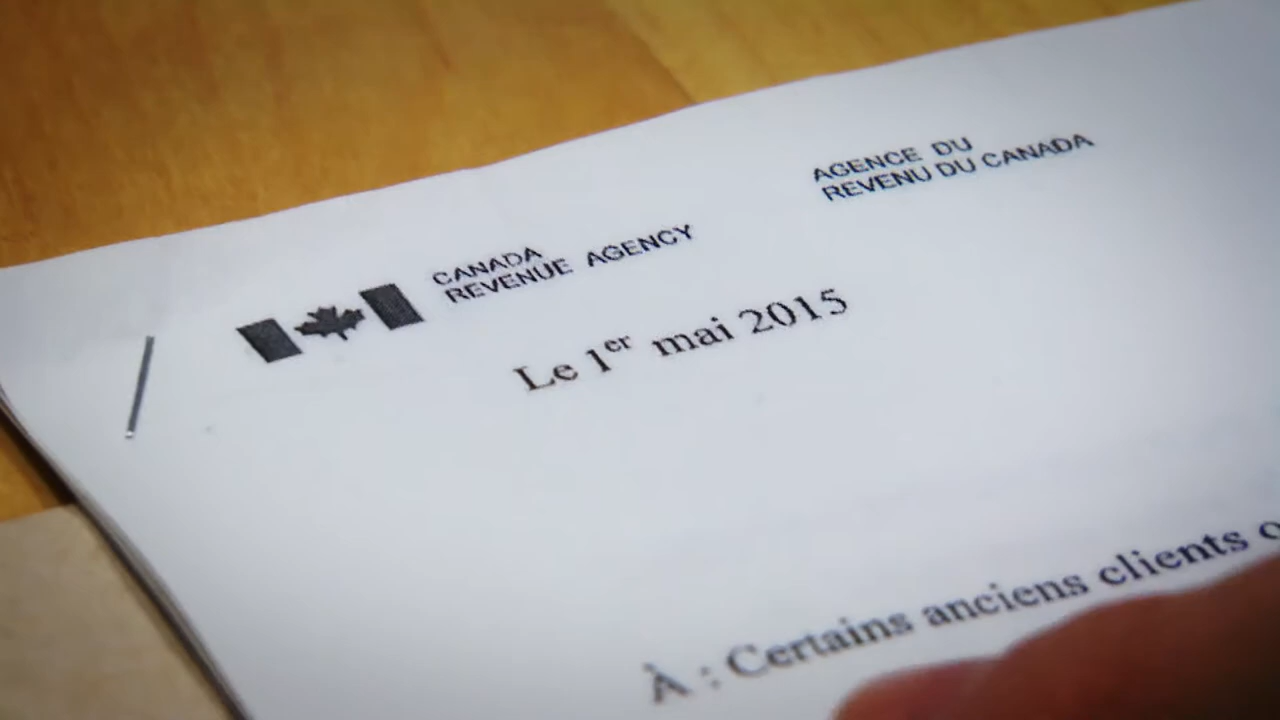 CANADA
REVENUE AGENCY
AGENCE DU
REVENU DU CANADA
Le 1er mai 2015
À : Certains anciens clients